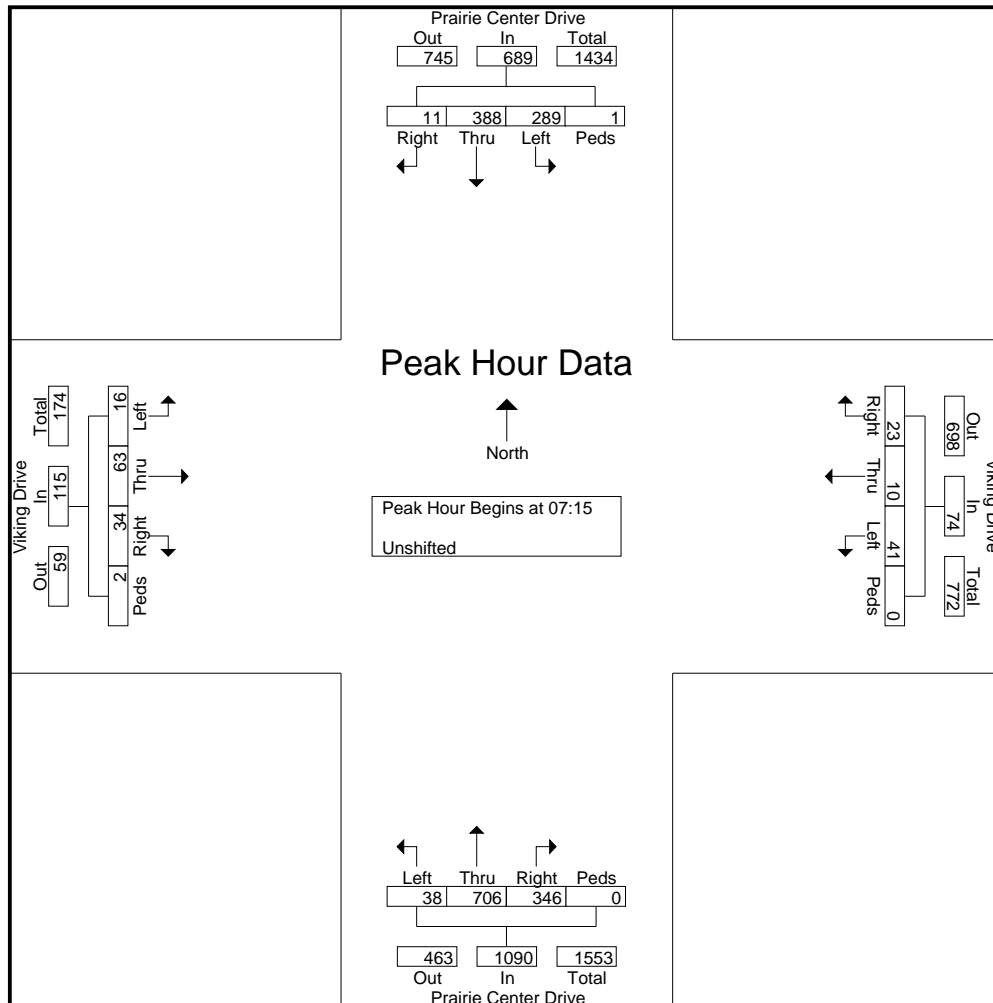 Prairie Center Drive
Out In Total
745 689 1434
11 388 289 1
Right Thru Left Peds
Peak Hour Data
North
Peak Hour Begins at 07:15
Unshifted
Viking Drive
Total In Out
174 115 59
16 63 34 2
Left Thru Right Peds
Viking Drive
Out In Total
698 74 772
23 10 41 0
Right Thru Left Peds
Left Thru Right Peds
38 706 346 0
463 1090 1553
Out In Total
Prairie Center Drive